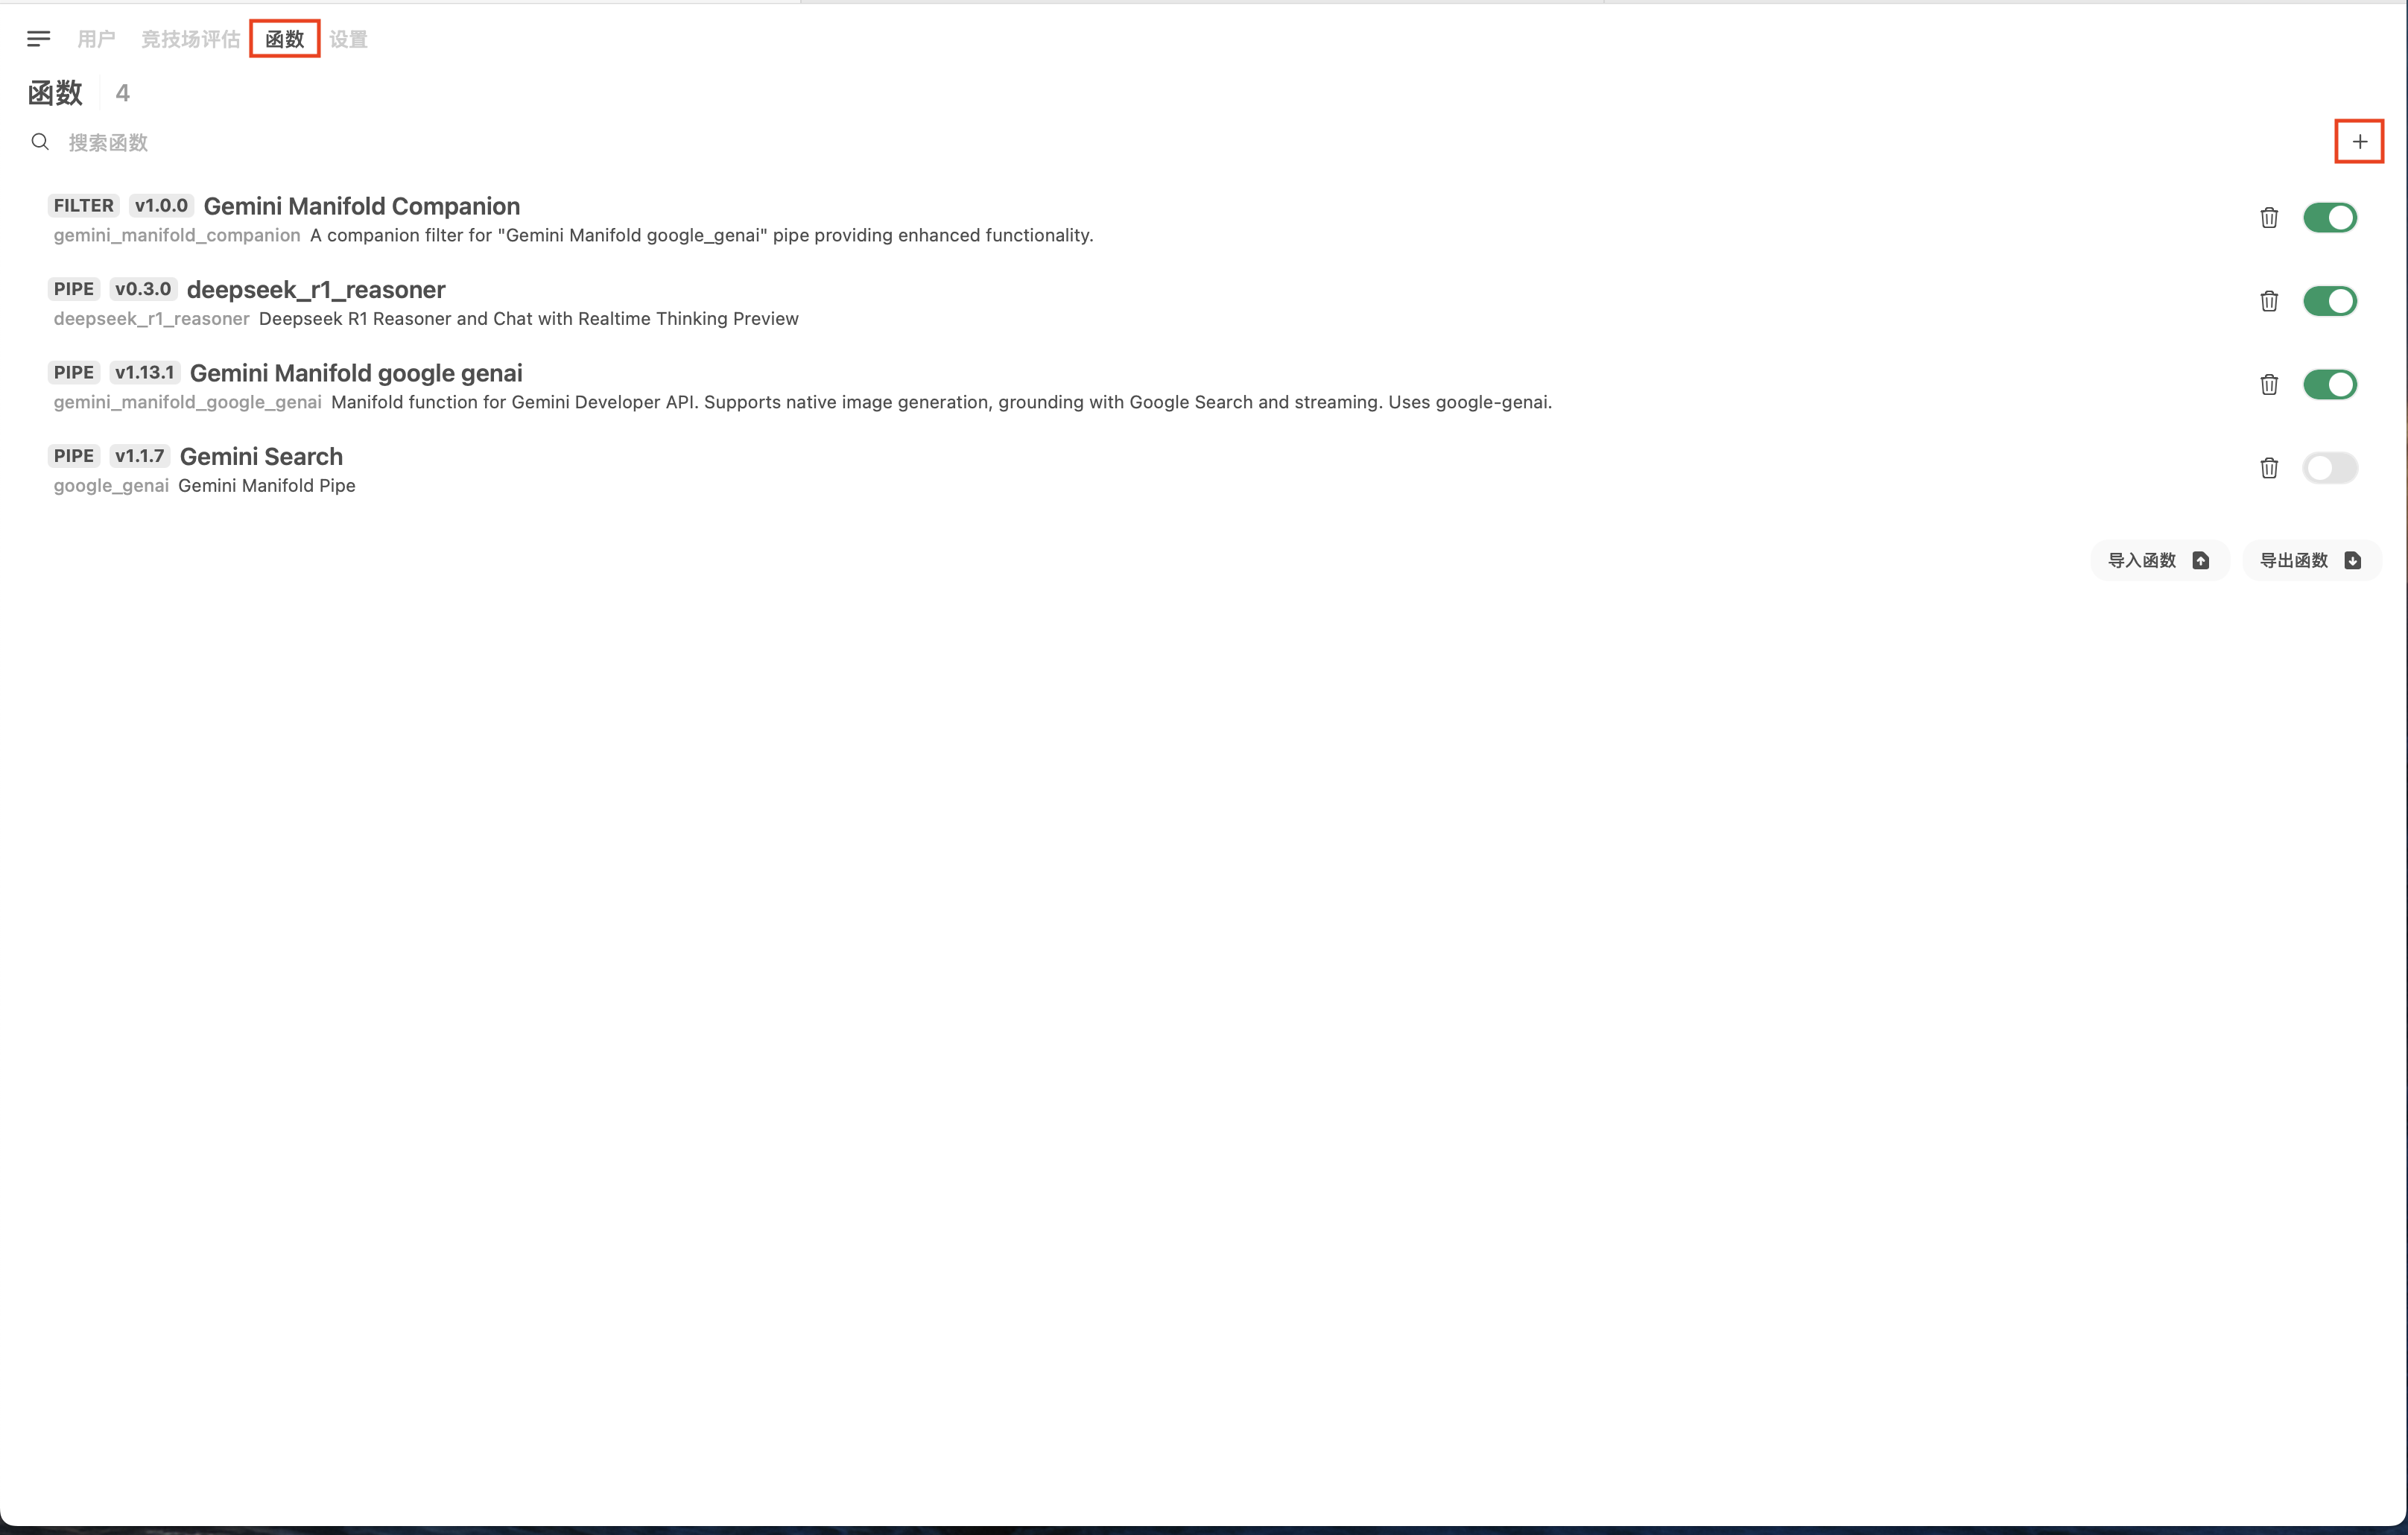 用户 竞技场评估 函数 设置
函数 4
搜索函数
FILTER v1.0.0 Gemini Manifold Companion
gemini_manifold_companion A companion filter for "Gemini Manifold google_genai" pipe providing enhanced functionality.
PIPE v0.3.0 deepseek_r1_reasoner
deepseek_r1_reasoner Deepseek R1 Reasoner and Chat with Realtime Thinking Preview
PIPE v1.13.1 Gemini Manifold google genai
gemini_manifold_google_genai Manifold function for Gemini Developer API. Supports native image generation, grounding with Google Search and streaming. Uses google-genai.
PIPE v1.1.7 Gemini Search
google_genai Gemini Manifold Pipe
导入函数 导出函数